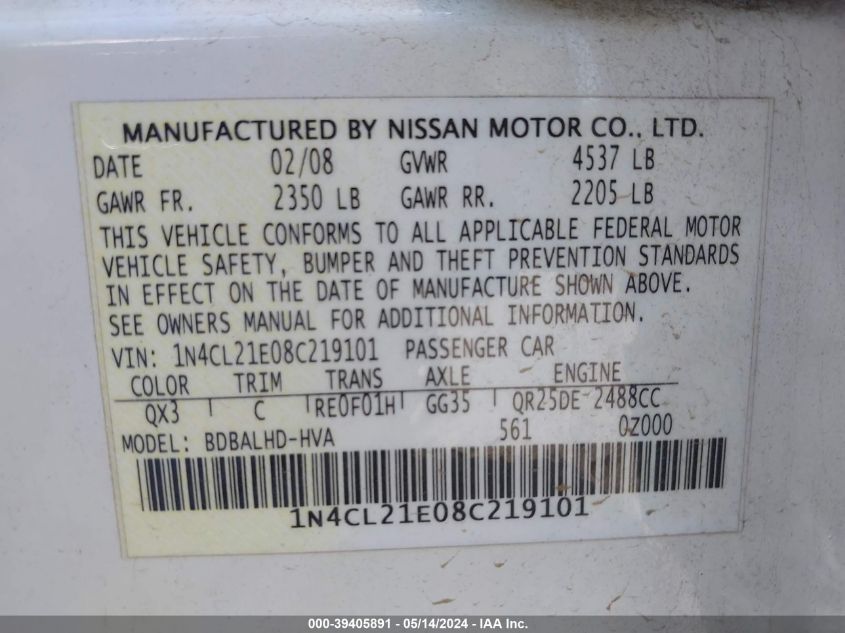 MANUFACTURED BY NISSAN MOTOR CO., LTD.
DATE 02/08 GVWR 4537 LB
GAWR FR. 2350 LB GAWR RR. 2205 LB
THIS VEHICLE CONFORMS TO ALL APPLICABLE FEDERAL MOTOR
VEHICLE SAFETY, BUMPER AND THEFT PREVENTION STANDARDS
IN EFFECT ON THE DATE OF MANUFACTURE SHOWN ABOVE.
SEE OWNERS MANUAL FOR ADDITIONAL INFORMATION.
VIN: 1N4CL21E08C219101 PASSENGER CAR
COLOR TRIM TRANS AXLE ENGINE
QX3 C RE0F01H GG35 QR25DE 2488CC
MODEL: BDBALHD-HVA 561 0Z000
1N4CL21E08C219101
000-39405891 - 05/14/2024 - IAA Inc.